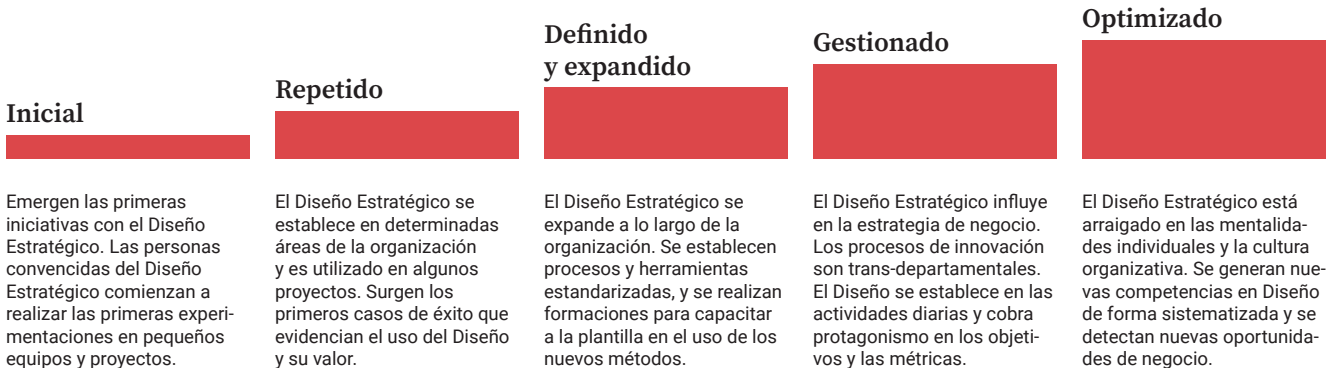 Inicial
Emergen las primeras
iniciativas con el Diseño
Estratégico. Las personas
convencidas del Diseño
Estratégico comienzan a
realizar las primeras experi-
mentaciones en pequeños
equipos y proyectos.
Repetido
El Diseño Estratégico se
establece en determinadas
áreas de la organización
y es utilizado en algunos
proyectos. Surgen los
primeros casos de éxito que
evidencian el uso del Diseño
y su valor.
Definido
y expandido
El Diseño Estratégico se
expande a lo largo de la
organización. Se establecen
procesos y herramientas
estandarizadas, y se realizan
formaciones para capacitar
a la plantilla en el uso de los
nuevos métodos.
Gestionado
El Diseño Estratégico influye
en la estrategia de negocio.
Los procesos de innovación
son trans-departamentales.
El Diseño se establece en las
actividades diarias y cobra
protagonismo en los objeti-
vos y las métricas.
Optimizado
El Diseño Estratégico está
arraigado en las mentalida-
des individuales y la cultura
organizativa. Se generan nue-
vas competencias en Diseño
de forma sistematizada y se
detectan nuevas oportunida-
des de negocio.